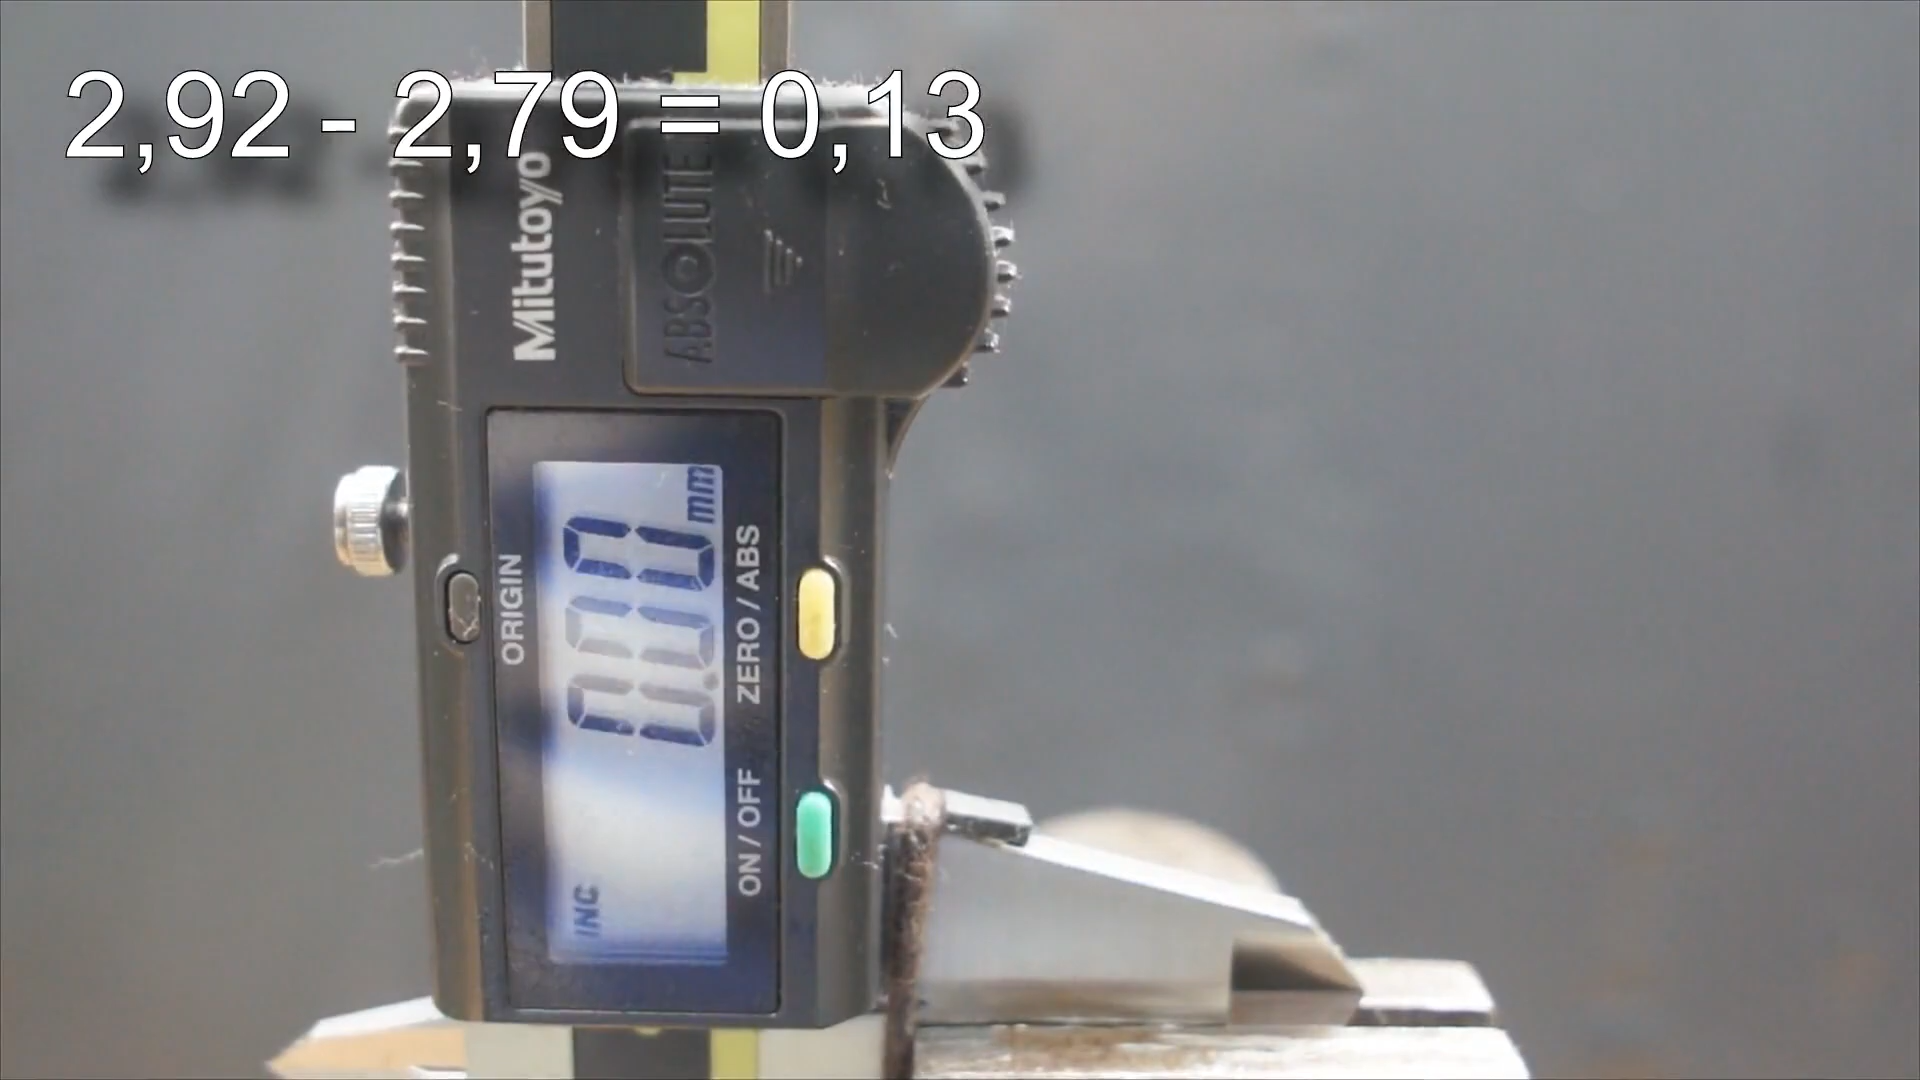 2,92 - 2,79 = 0,13
Mitutoyo
ABSOLUTE
ORIGIN
0.00 mm
INC
ZERO / ABS
ON / OFF